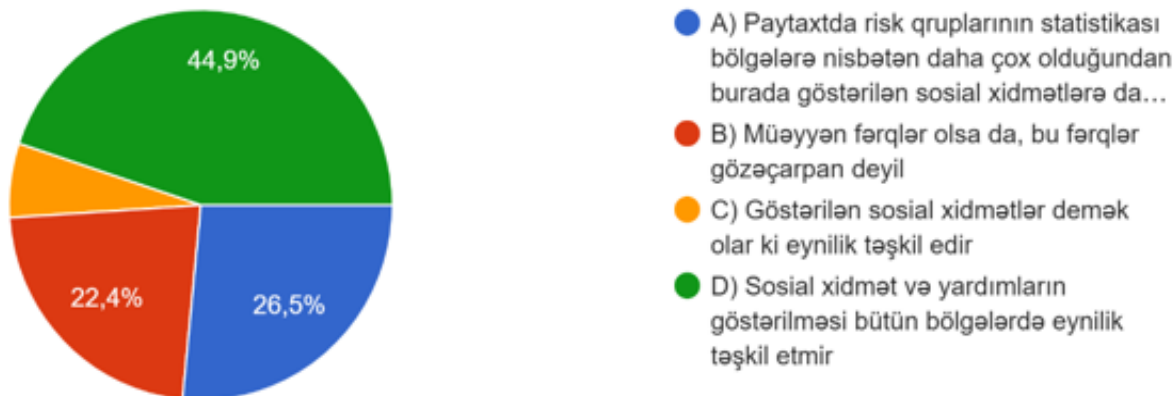 44,9%
22,4%
26,5%
A) Paytaxtda risk qruplarının statistikası
bölgələrə nisbətən daha çox olduğundan
burada göstərilən sosial xidmətlərə da…
B) Müəyyən fərqlər olsa da, bu fərqlər
gözəçarpan deyil
C) Göstərilən sosial xidmətlər demək
olar ki eynilik təşkil edir
D) Sosial xidmət və yardımların
göstərilməsi bütün bölgələrdə eynilik
təşkil etmir